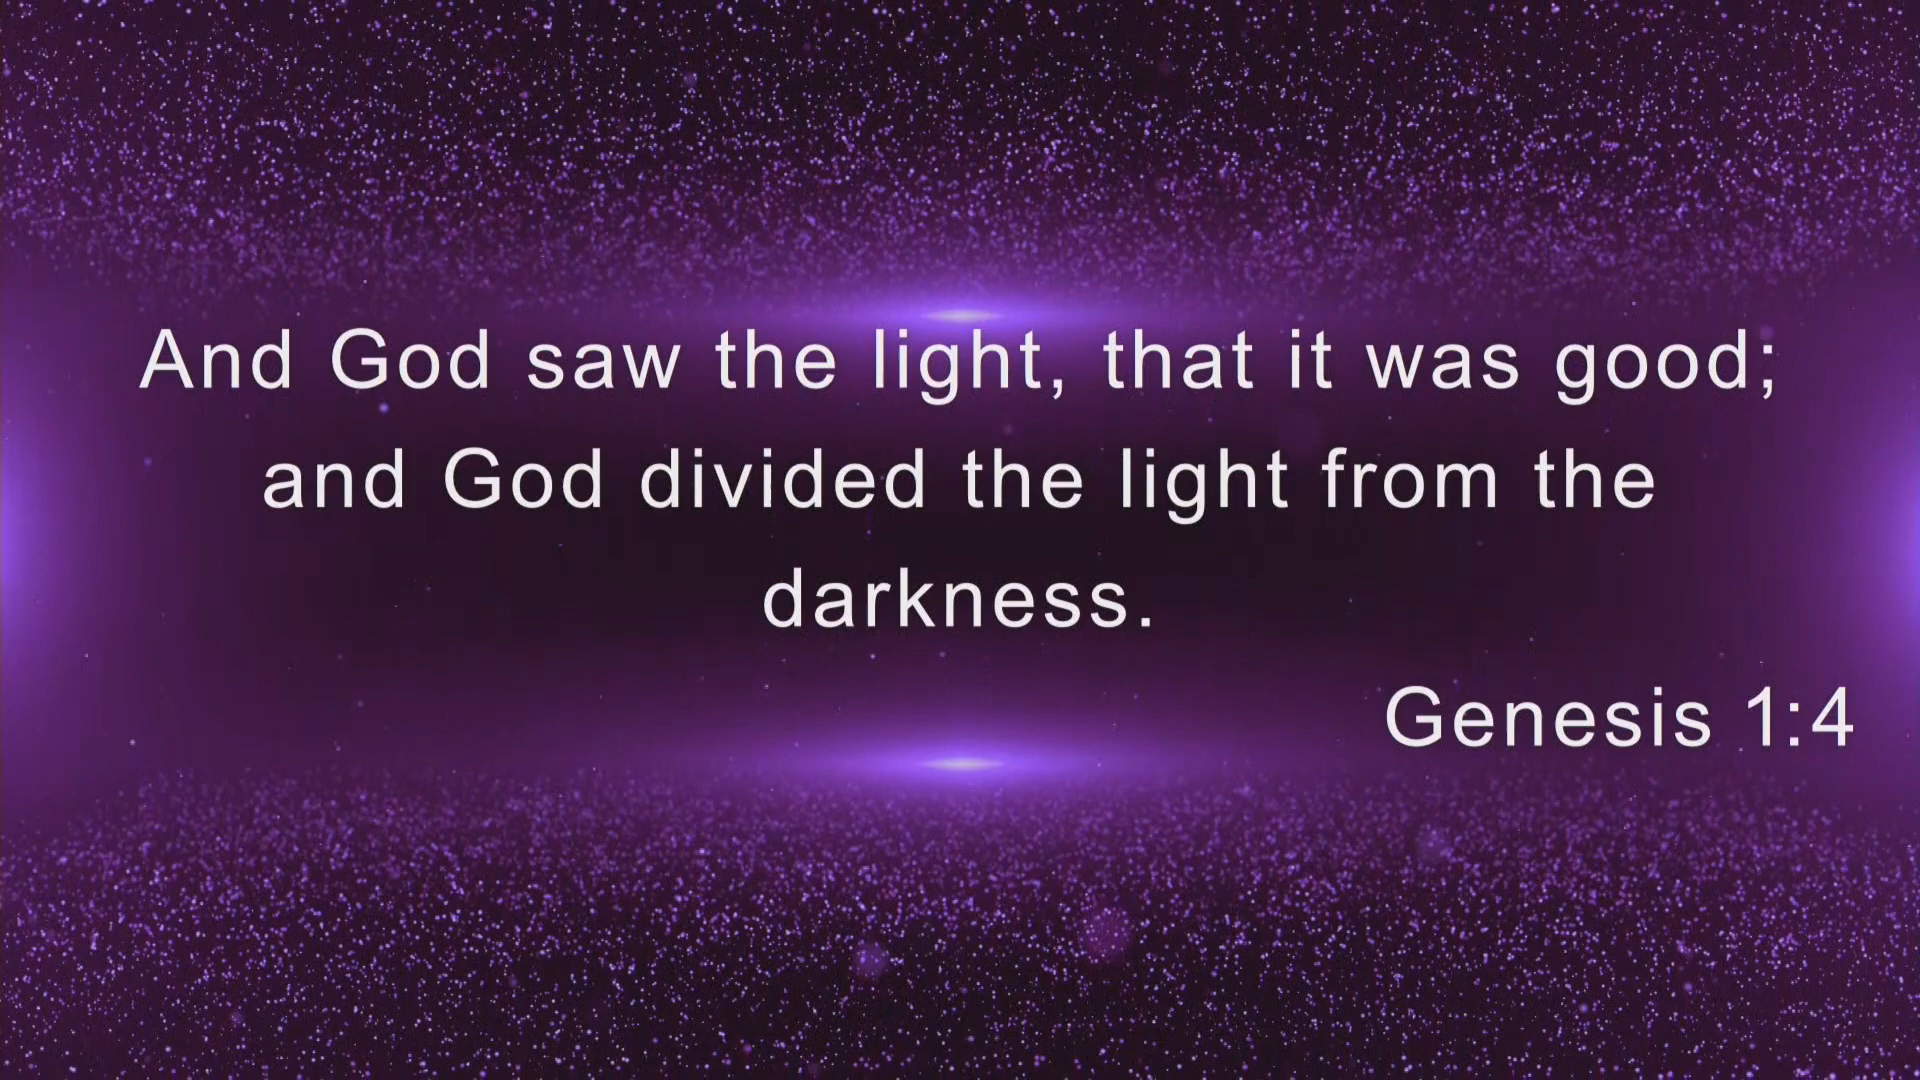 And God saw the light, that it was good;
and God divided the light from the
darkness.
Genesis 1:4